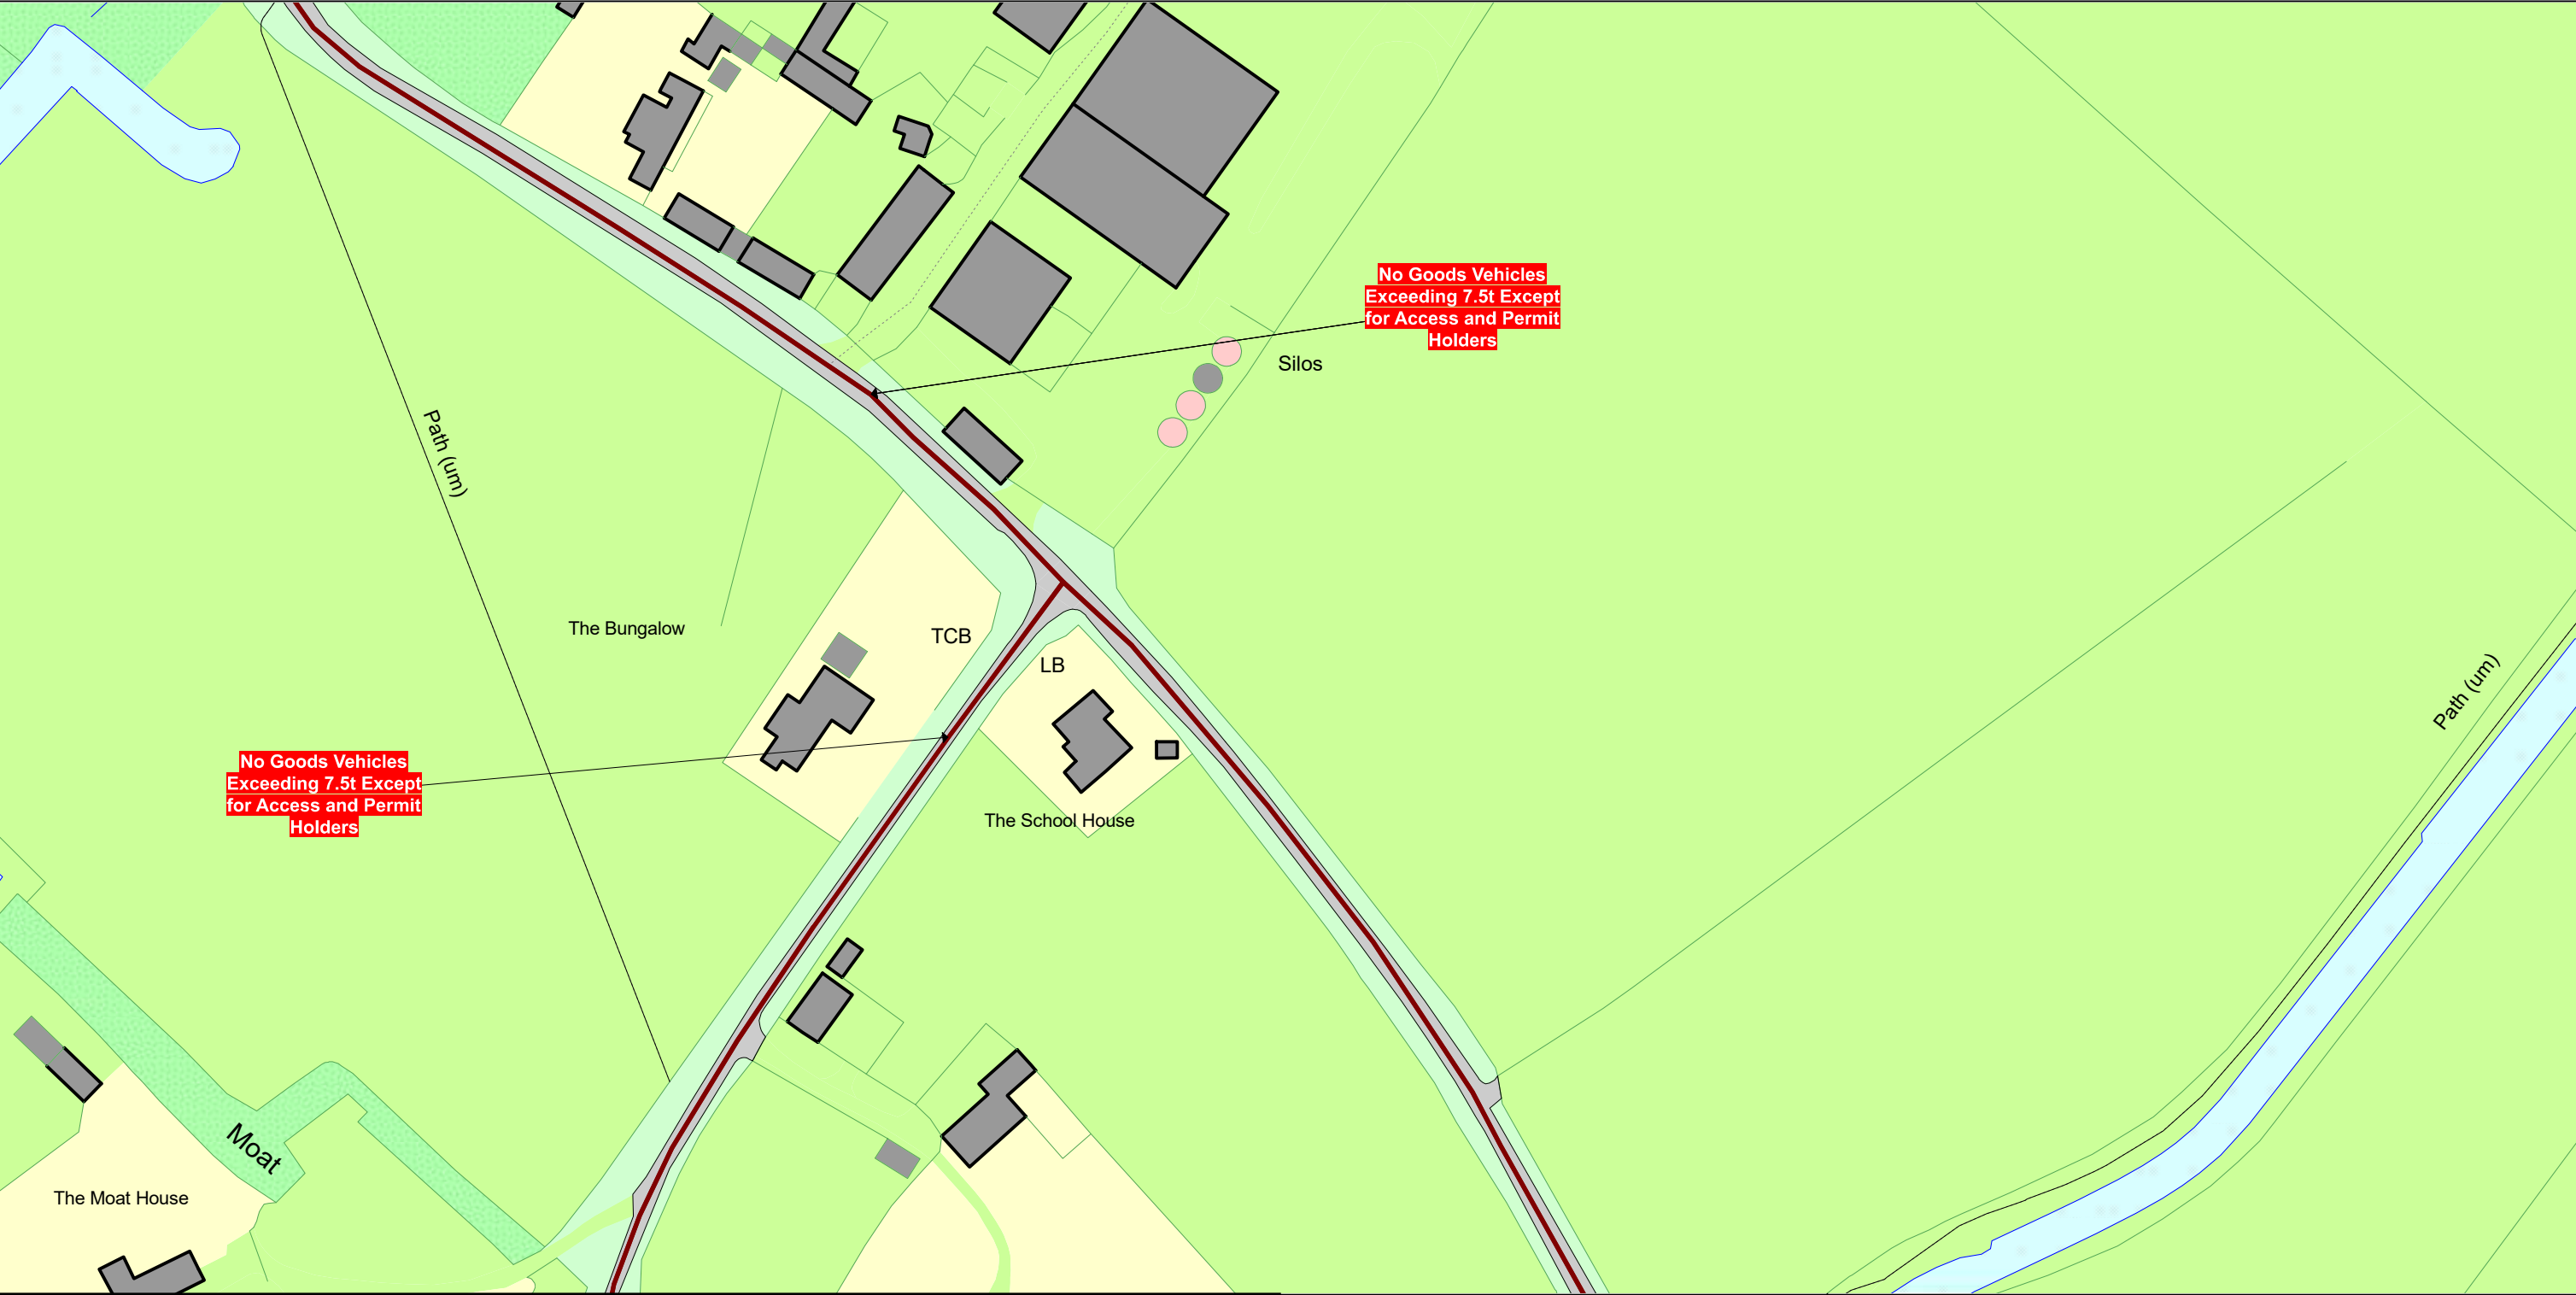 No Goods Vehicles
Exceeding 7.5t Except
for Access and Permit
Holders
Silos
Path (um)
The Bungalow
TCB
LB
Path (um)
No Goods Vehicles
Exceeding 7.5t Except
for Access and Permit
Holders
The School House
Moat
The Moat House